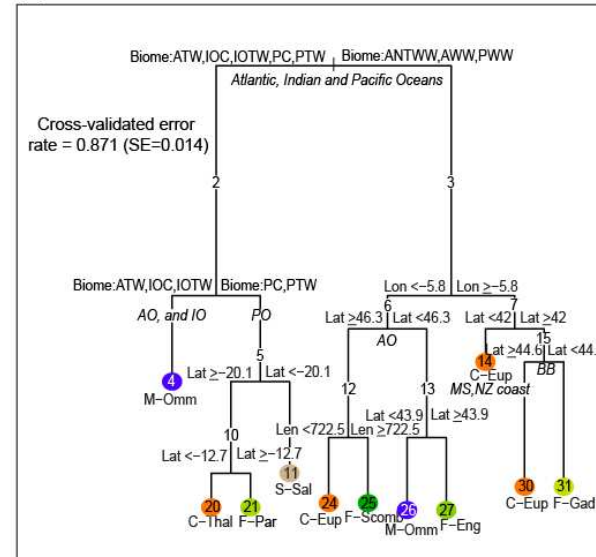 Biome:ATW,IOC,IOTW,PC,PTW Biome:ANTWW,AWW,PWW
Atlantic, Indian and Pacific Oceans
Cross-validated error
rate = 0.871 (SE=0.014)
2 3
Biome:ATW,IOC,IOTW Biome:PC,PTW
AO, and IO PO
Lon <−5.8 Lon ≥−5.8
6 7
Lat ≥46.3 Lat <46.3 Lat <42 Lat ≥42
AO
15
Lat ≥44.6 Lat <44.
5
14
BB
C−Eup
MS,NZ coast
4
M−Omm
Lat ≥−20.1 Lat <−20.1
12 13
Lat <43.9 Lat ≥43.9
Len <722.5 Len ≥722.5
10
Lat <−12.7 Lat ≥−12.7
11
S−Sal
20 21 24 25 26 27 30 31
C−Thal F−Par C−Eup F−Scomb M−Omm F−Eng C−Eup F−Gad